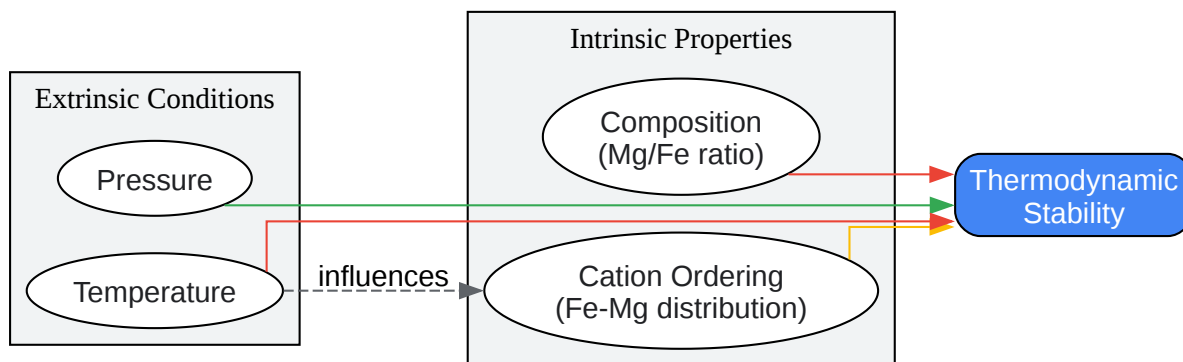 Extrinsic Conditions
Pressure
Temperature
influences
Intrinsic Properties
Composition
(Mg/Fe ratio)
Cation Ordering
(Fe-Mg distribution)
Thermodynamic
Stability